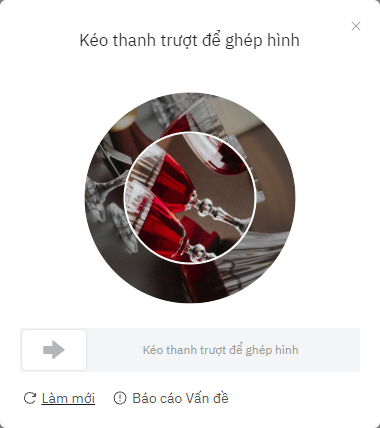 Kéo thanh trượt để ghép hình
Kéo thanh trượt để ghép hình
Làm mới
Báo cáo Vấn đề